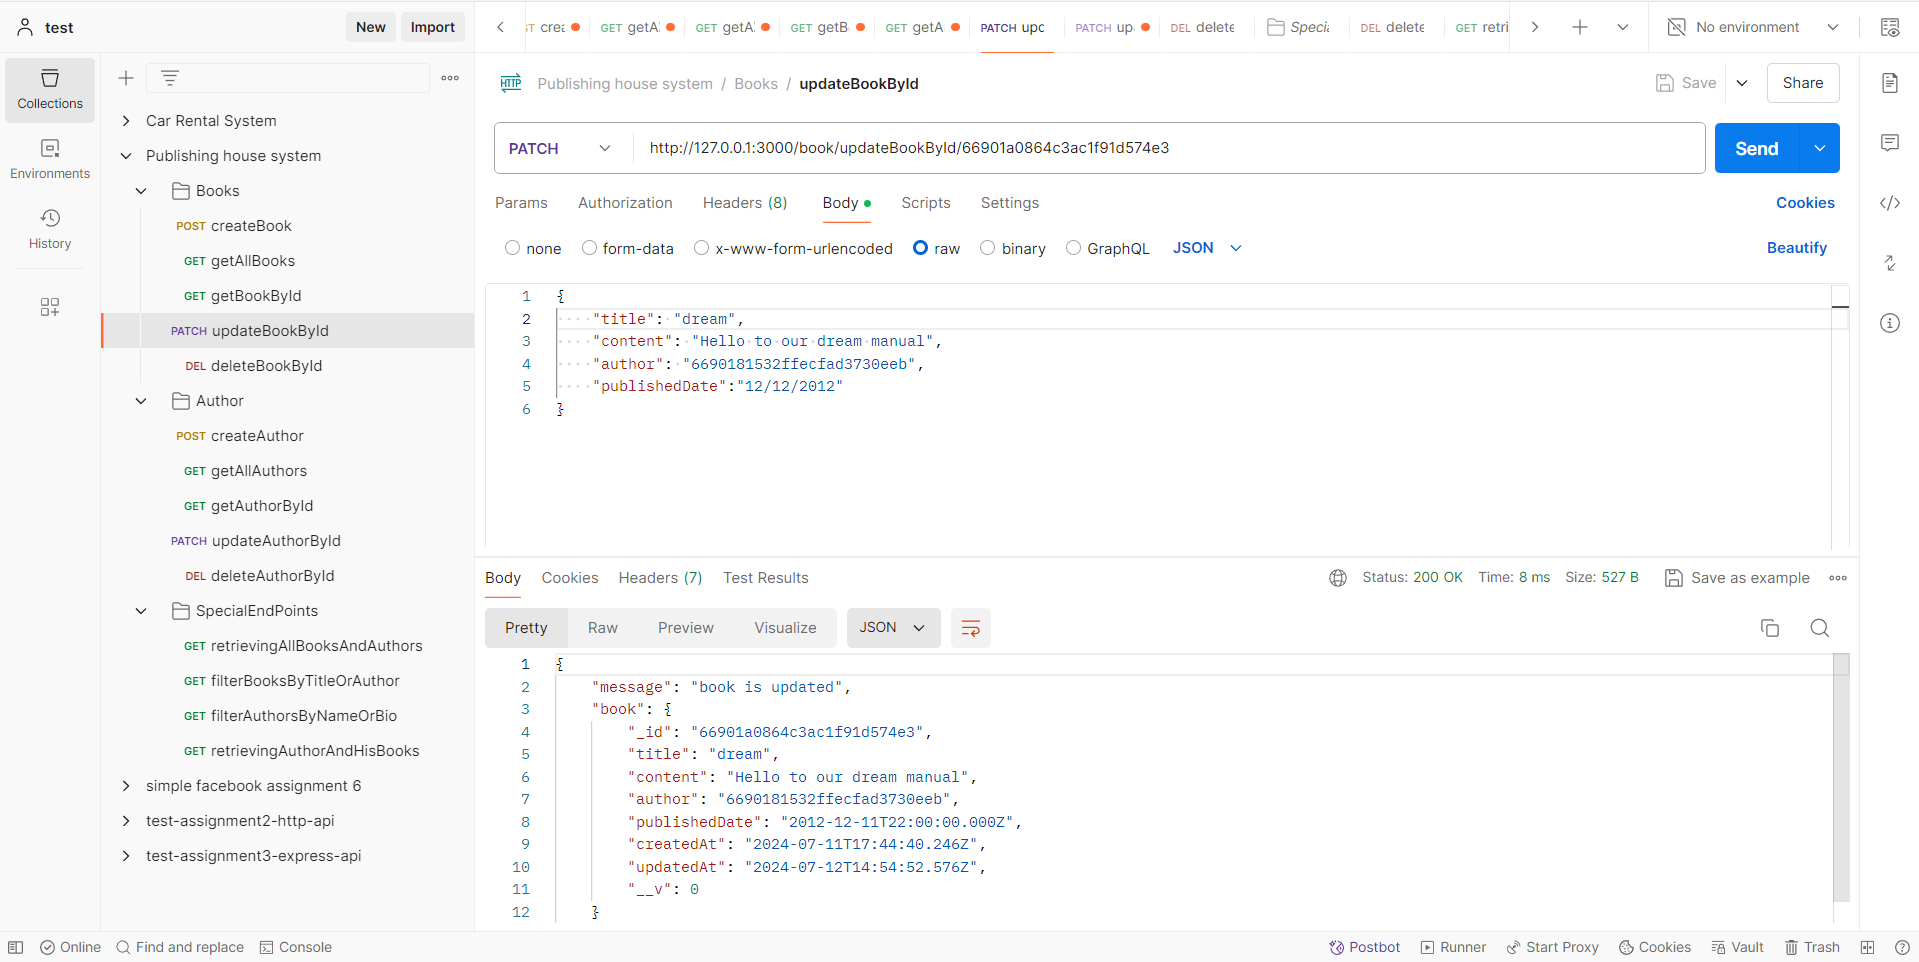 test
New
Import
Collections
Environments
History
Car Rental System
Publishing house system
Books
POST createBook
GET getAllBooks
GET getBookById
PATCH updateBookById
DEL deleteBookById
Author
POST createAuthor
GET getAllAuthors
GET getAuthorById
PATCH updateAuthorById
DEL deleteAuthorById
SpecialEndPoints
GET retrievingAllBooksAndAuthors
GET filterBooksByTitleOrAuthor
GET filterAuthorsByNameOrBio
GET retrievingAuthorAndHisBooks
simple facebook assignment 6
test-assignment2-http-api
test-assignment3-express-api
ST crea GET getA GET getA GET getB GET getA PATCH upd PATCH up DEL delete Specia DEL delete GET retri
No environment
HTTP Publishing house system / Books / updateBookById
Save
Share
PATCH http://127.0.0.1:3000/book/updateBookById/66901a0864c3ac1f91d574e3
Send
Params Authorization Headers (8) Body Scripts Settings Cookies
none form-data x-www-form-urlencoded raw binary GraphQL JSON Beautify
1 {
2 "title": "dream",
3 "content": "Hello to our dream manual",
4 "author": "6690181532ffecfad3730eeb",
5 "publishedDate":"12/12/2012"
6 }
Body Cookies Headers (7) Test Results Status: 200 OK Time: 8 ms Size: 527 B Save as example
Pretty Raw Preview Visualize JSON
1 {
2 "message": "book is updated",
3 "book": {
4 "_id": "66901a0864c3ac1f91d574e3",
5 "title": "dream",
6 "content": "Hello to our dream manual",
7 "author": "6690181532ffecfad3730eeb",
8 "publishedDate": "2012-12-11T22:00:00.000Z",
9 "createdAt": "2024-07-11T17:44:40.246Z",
10 "updatedAt": "2024-07-12T14:54:52.576Z",
11 "__v": 0
12 }
Online Find and replace Console Postbot Runner Start Proxy Cookies Vault Trash